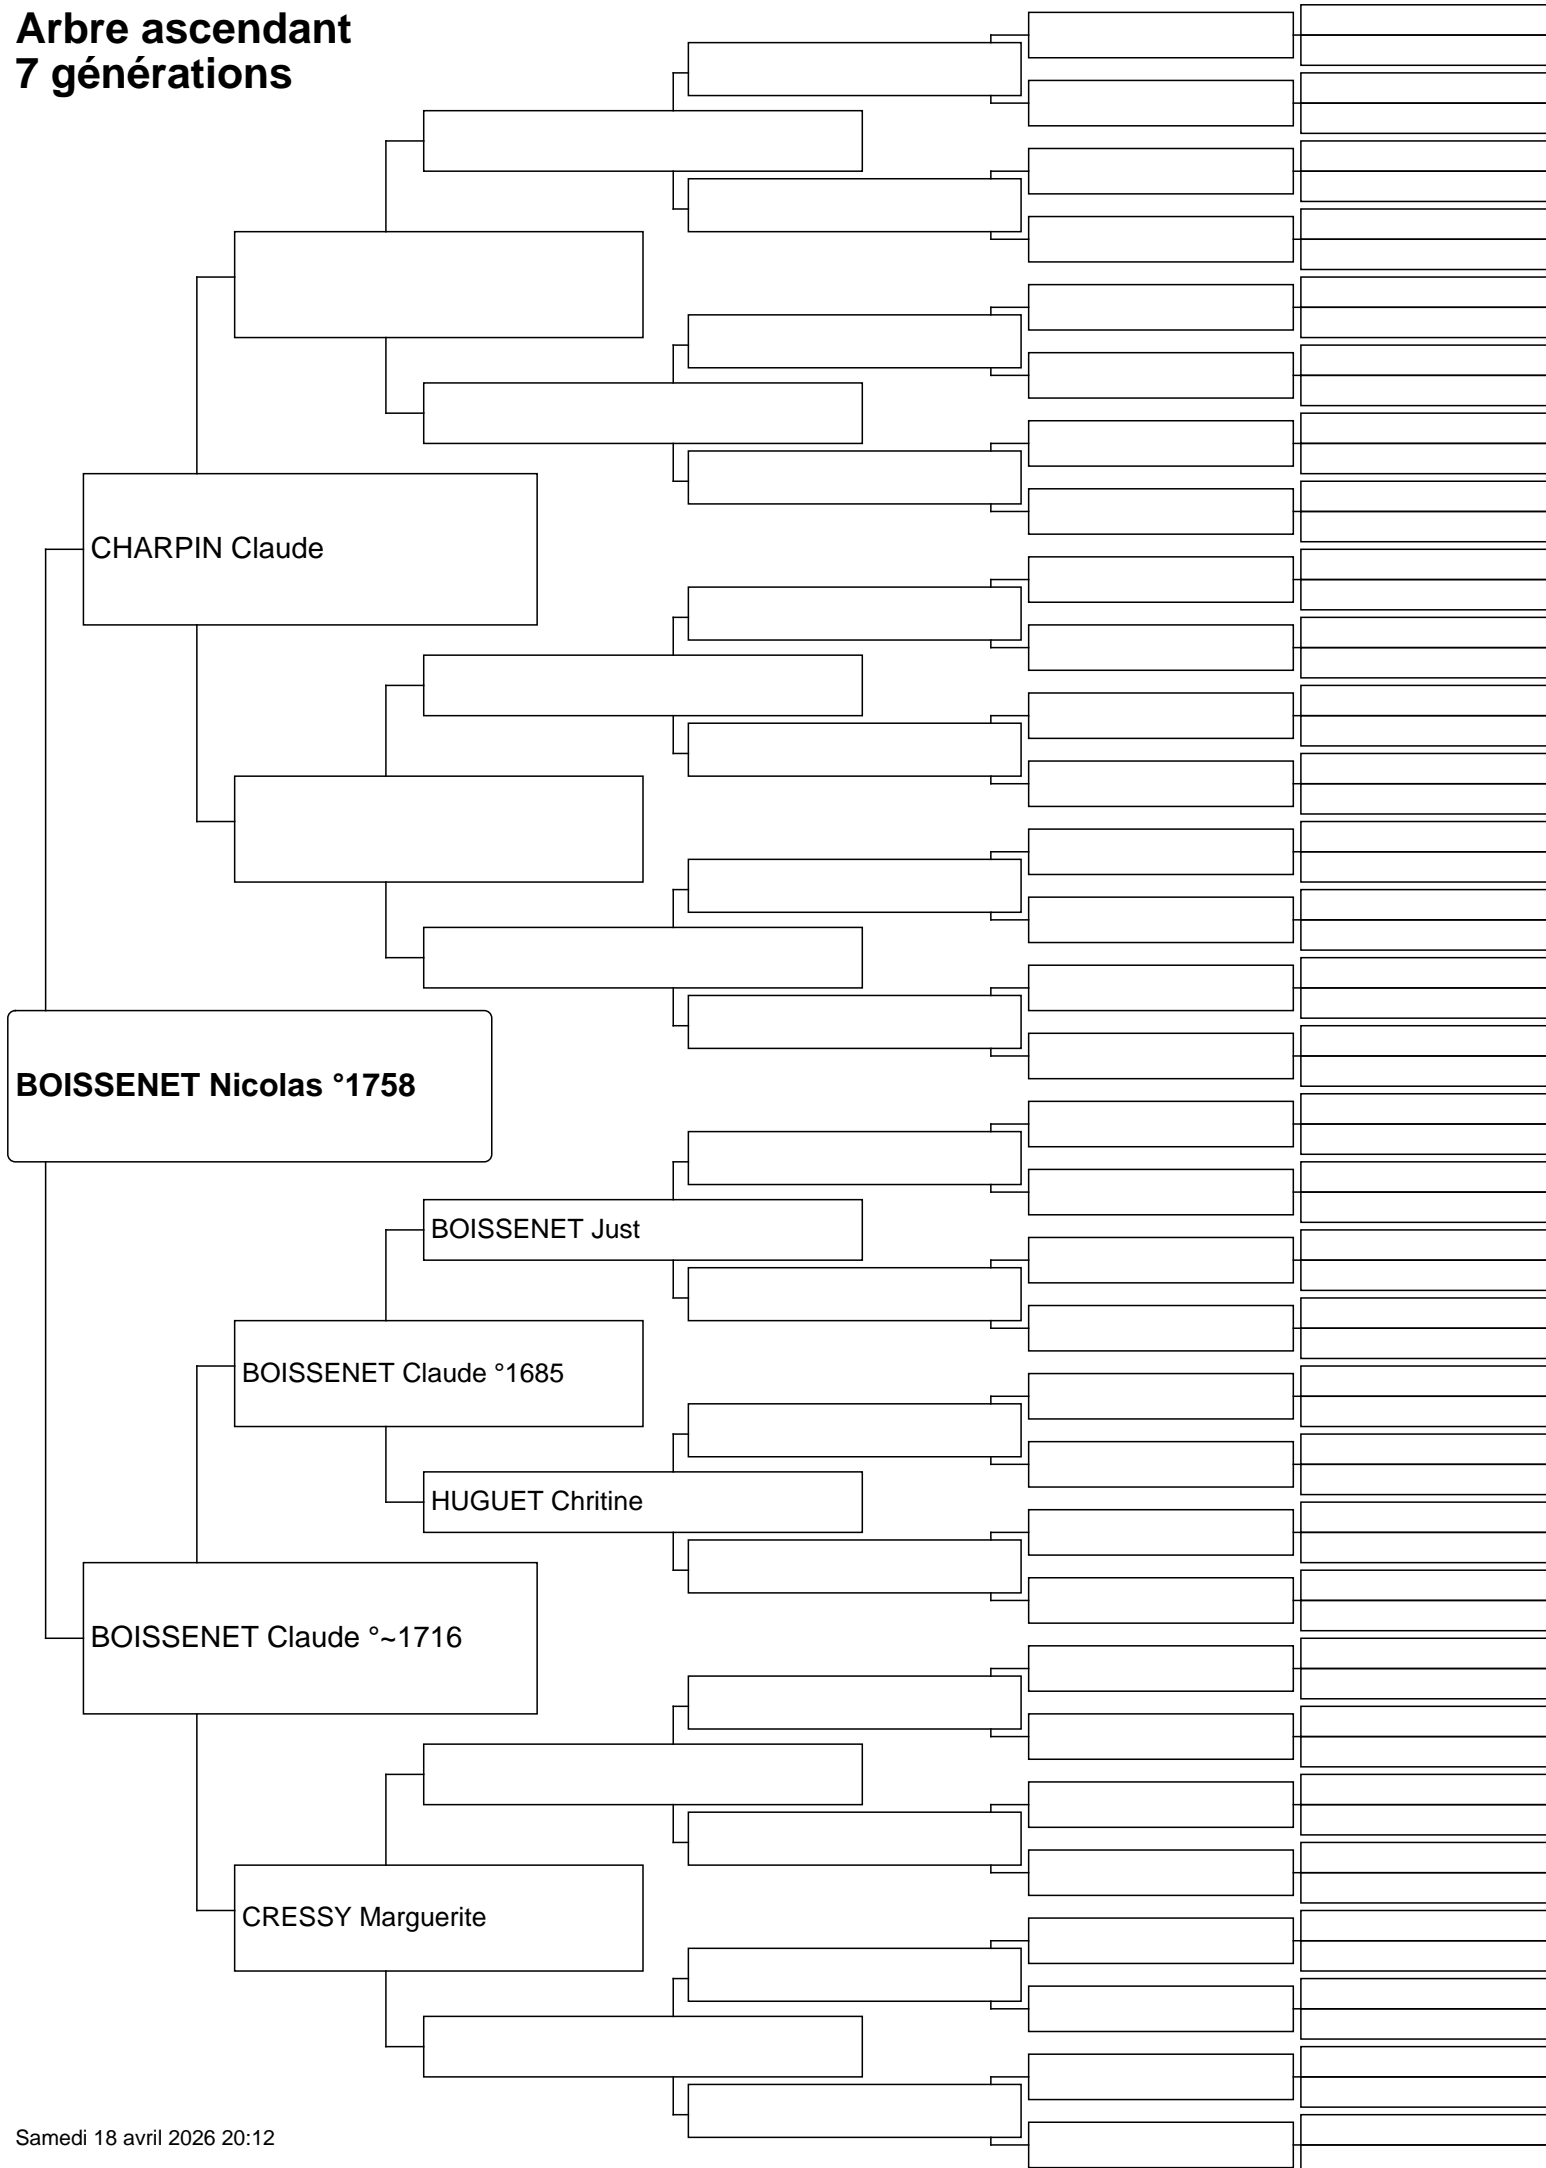 Arbre ascendant
7 générations
CHARPIN Claude
BOISSENET Nicolas °1758
BOISSENET Just
BOISSENET Claude °1685
HUGUET Chritine
BOISSENET Claude °~1716
CRESSY Marguerite
Samedi 18 avril 2026 20:12